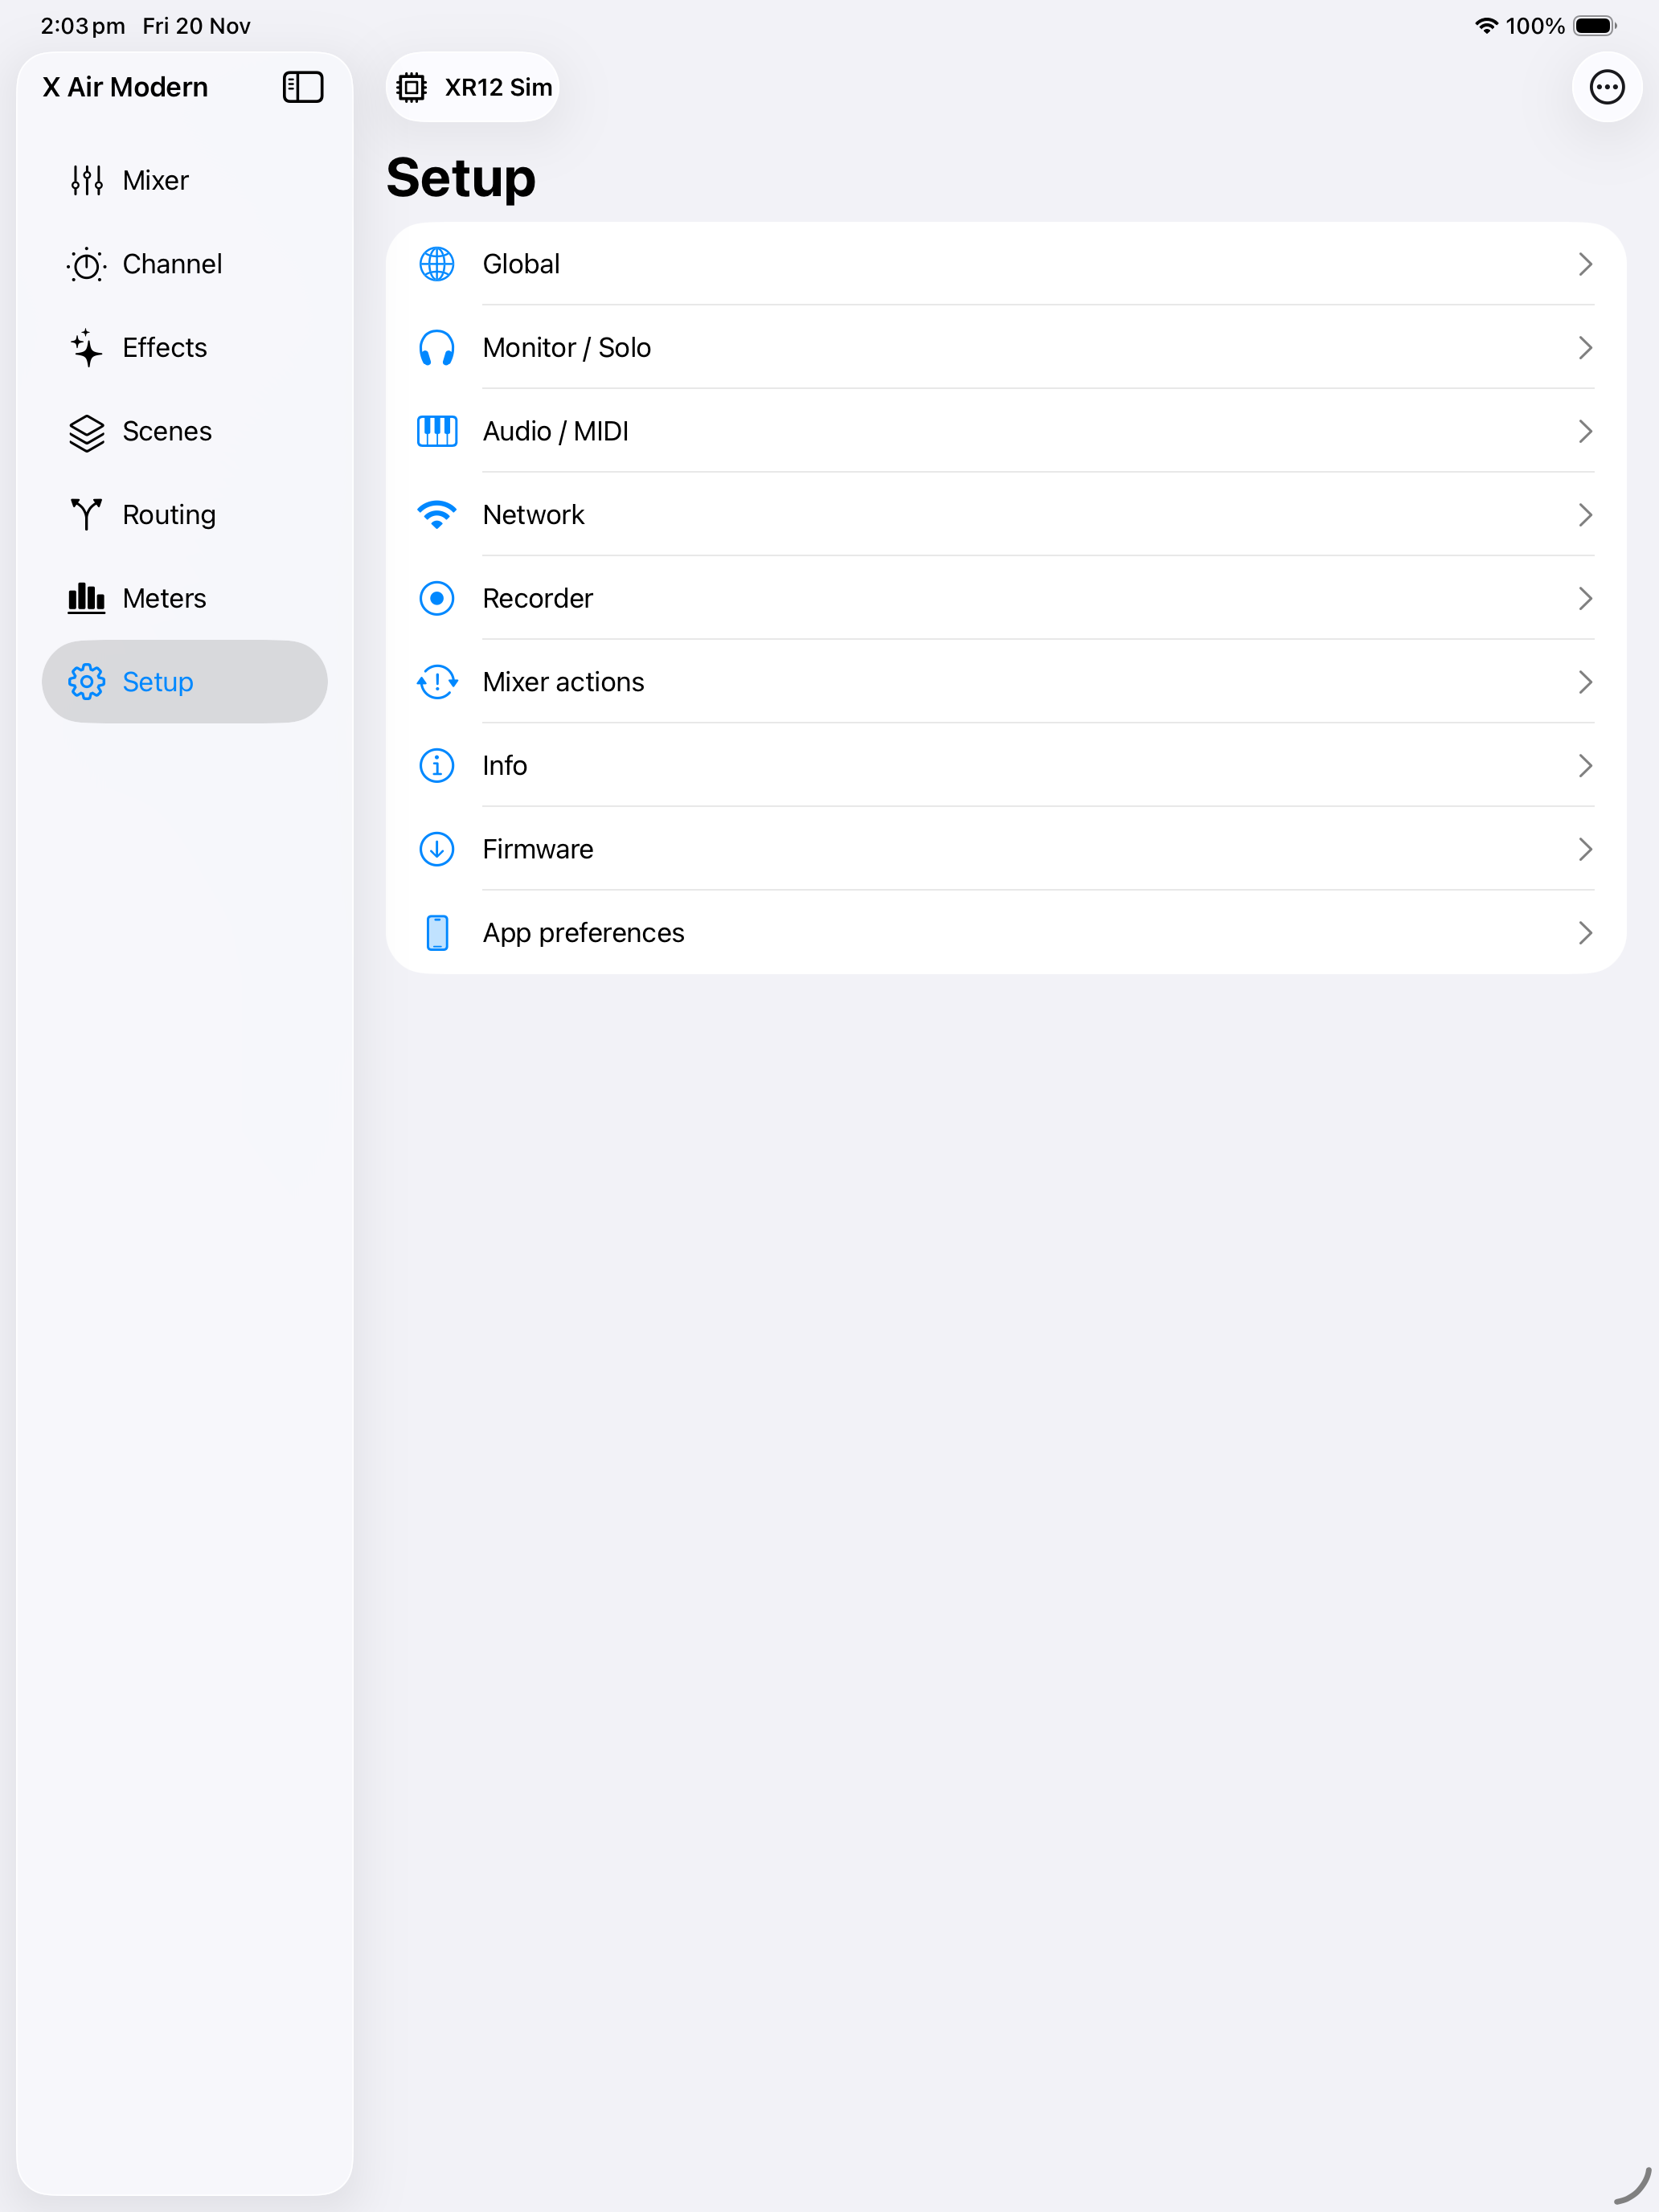 2:03 pm Fri 20 Nov
100%
X Air Modern
Mixer
Channel
Effects
Scenes
Routing
Meters
Setup
XR12 Sim
Setup
Global
Monitor / Solo
Audio / MIDI
Network
Recorder
Mixer actions
Info
Firmware
App preferences